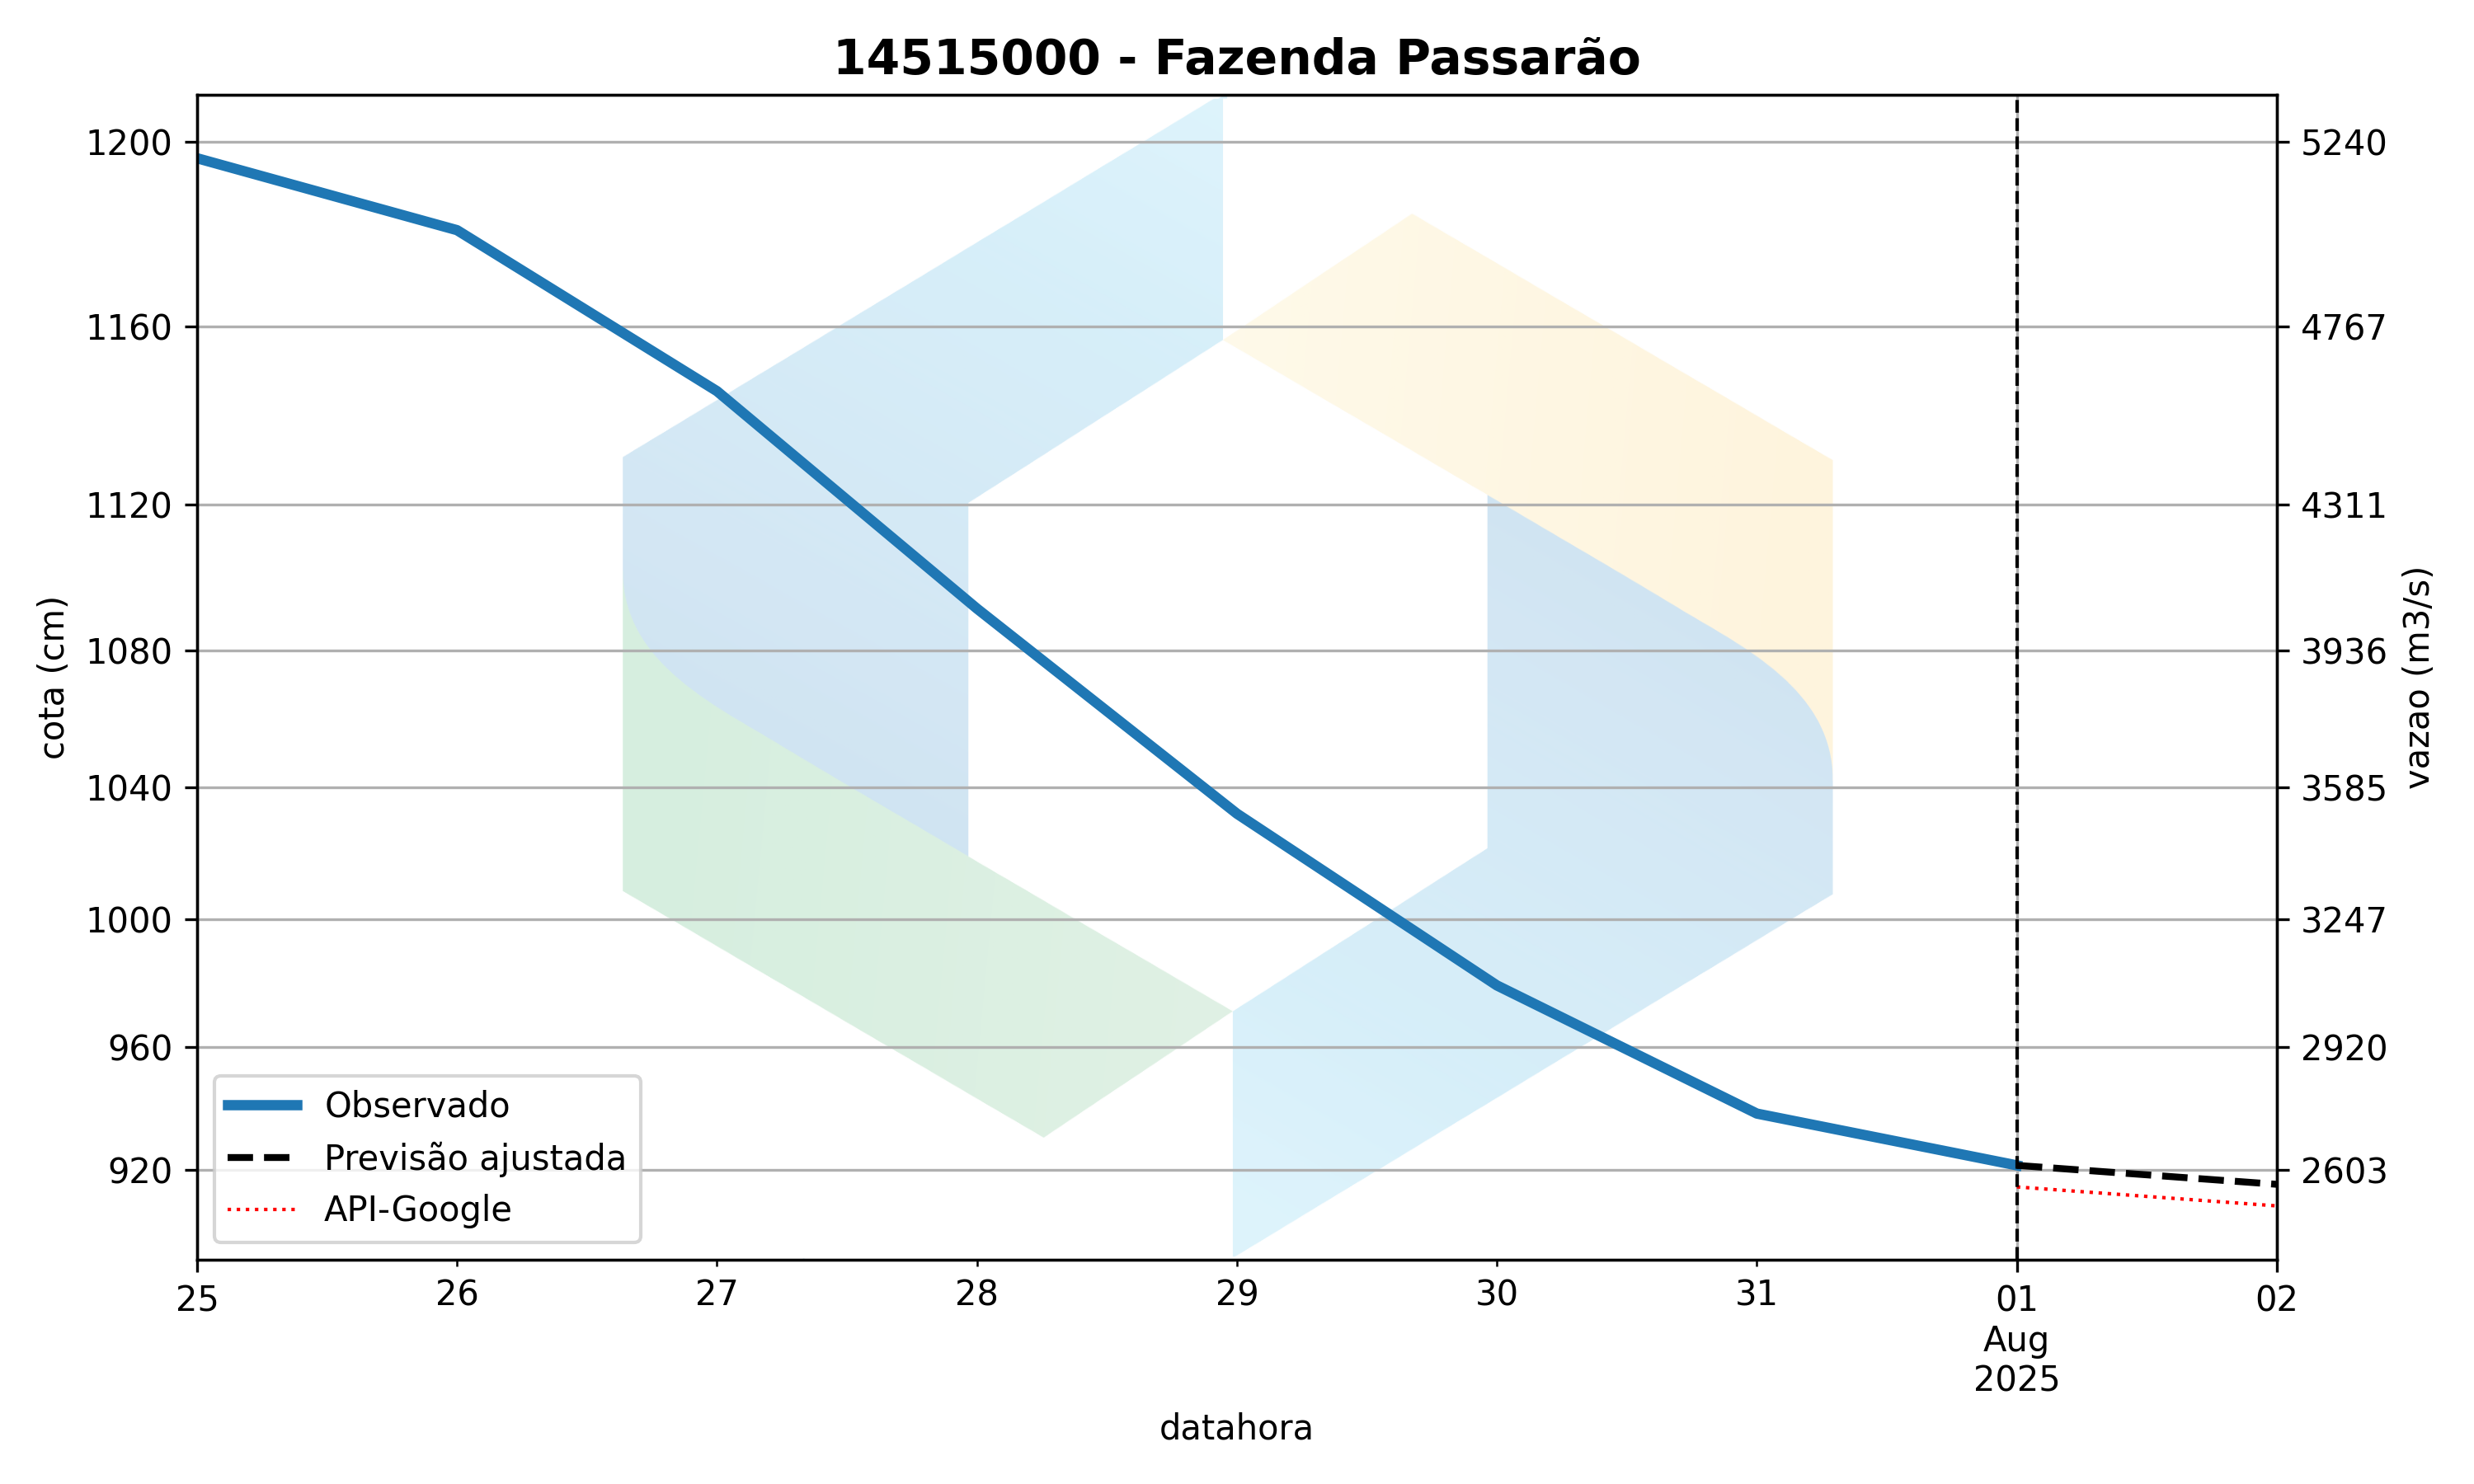 14515000 - Fazenda Passarão
1200
1160
1120
1080
1040
1000
960
920
cota (cm)
5240
4767
4311
3936
3585
3247
2920
2603
vazao (m3/s)
Observado
Previsão ajustada
API-Google
25 26 27 28 29 30 31 01 02
Aug
2025
datahora